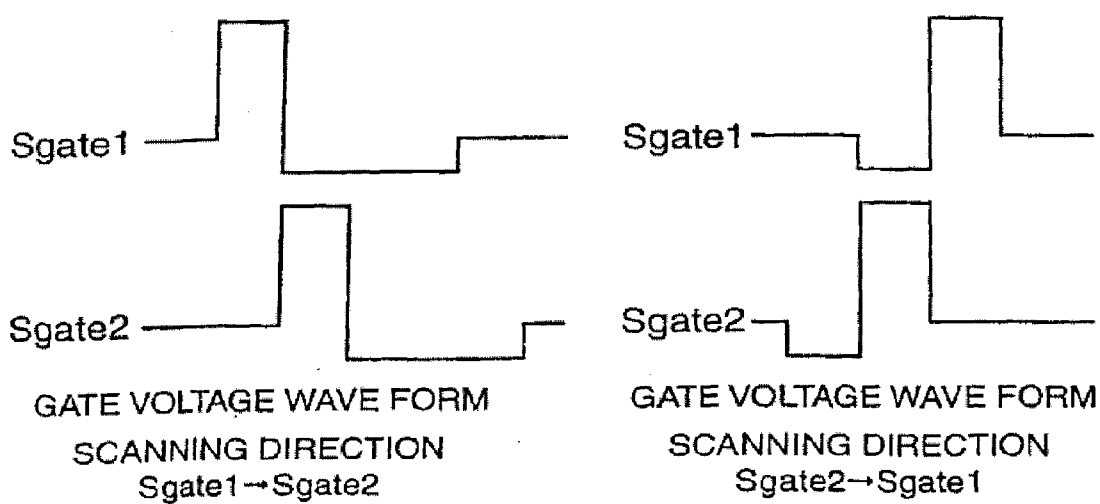 Sgate1
Sgate1
Sgate2
Sgate2
GATE VOLTAGE WAVE FORM
SCANNING DIRECTION
Sgate1→Sgate2
GATE VOLTAGE WAVE FORM
SCANNING DIRECTION
Sgate2→Sgate1